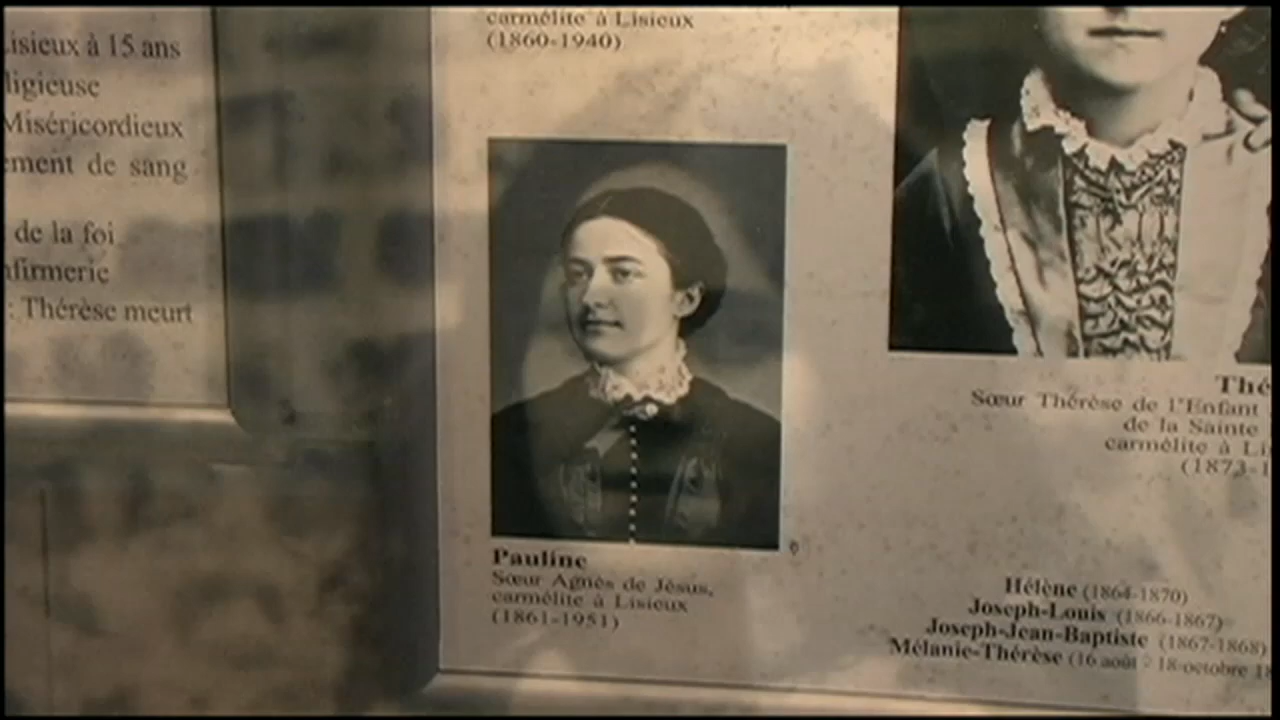 Lisieux à 15 ans
ligieuse
Miséricordieux
ement de sang
de la foi
nfirmerie
: Thérèse meurt
carmélite à Lisieux
(1860-1940)
Pauline
Sœur Agnès de Jésus,
carmélite à Lisieux
(1861-1951)
Thé
Sœur Thérèse de l'Enfant
de la Sainte
carmélite à Li
(1873-1
Hélène (1864-1870)
Joseph-Louis (1866-1867)
Joseph-Jean-Baptiste (1867-1868)
Mélanie-Thérèse (16 août - 18 octobre 18